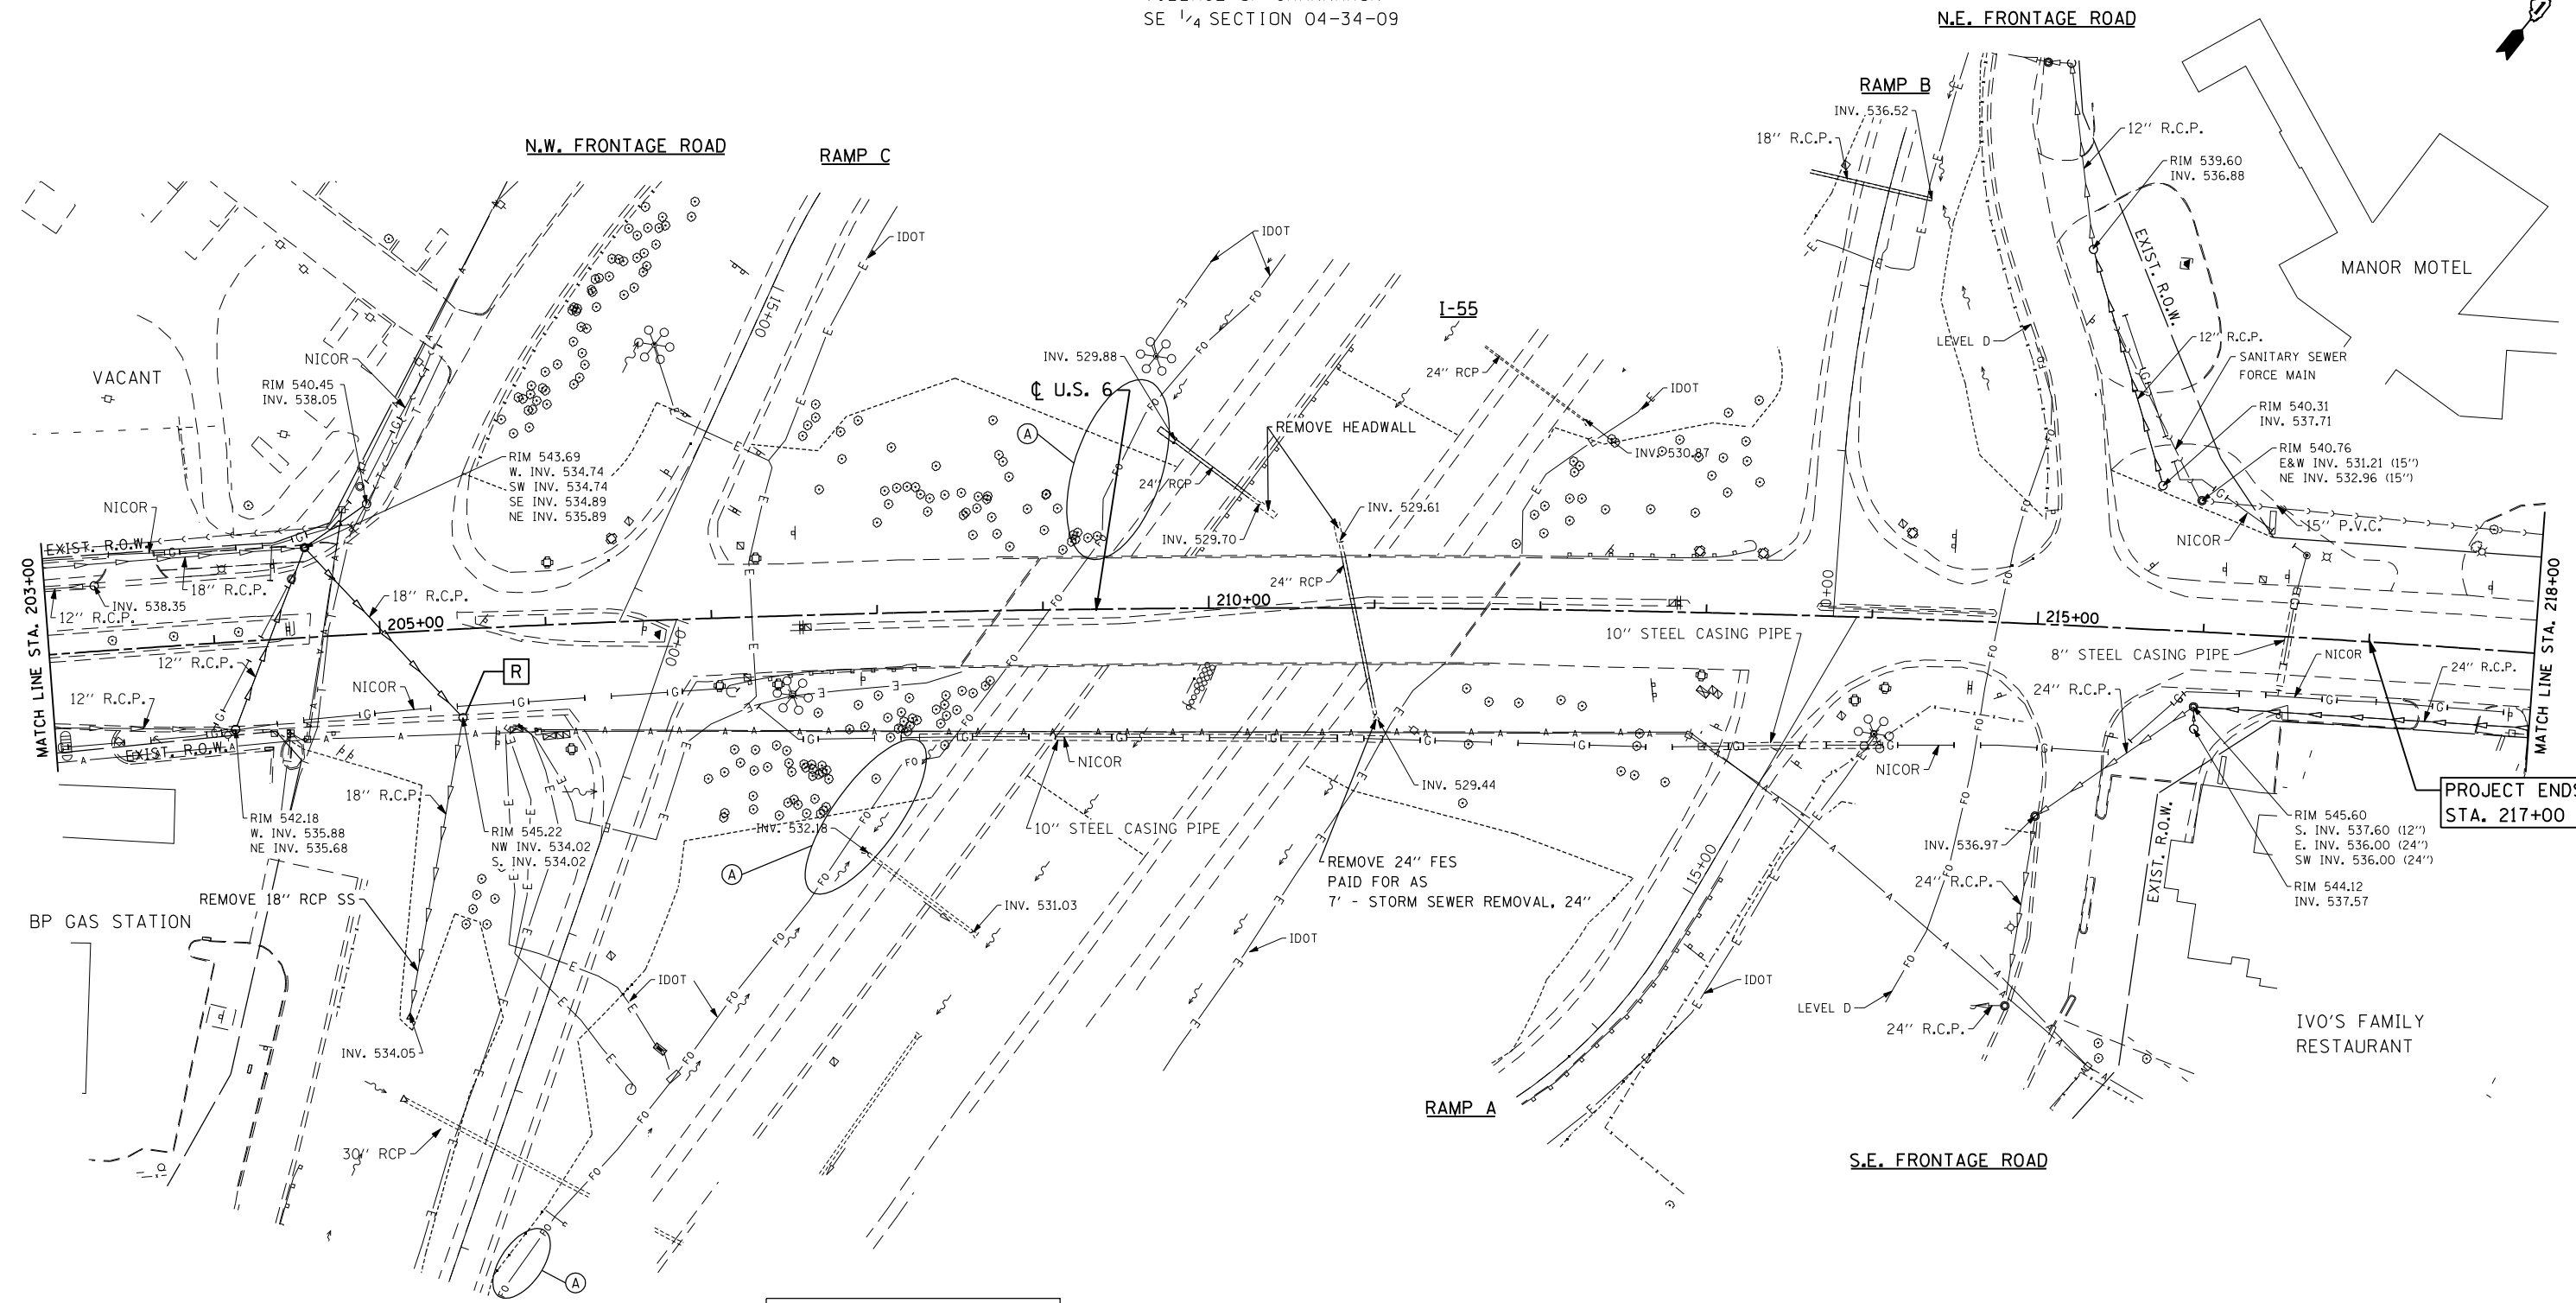 SE 1/4 SECTION 04-34-09
N.E. FRONTAGE ROAD
RAMP B
INV. 536.52
18" R.C.P.
12" R.C.P.
RIM 539.60
INV. 536.88
N.W. FRONTAGE ROAD
RAMP C
IDOT
IDOT
15+00
EXIST. R.O.W.
MANOR MOTEL
I-55
NICOR
VACANT
RIM 540.45
INV. 538.05
INV. 529.88
℄ U.S. 6
24" RCP
IDOT
LEVEL D
12" R.C.P.
SANITARY SEWER
FORCE MAIN
RIM 540.31
INV. 537.71
RIM 540.76
E&W INV. 531.21 (15")
NE INV. 532.96 (15")
A
REMOVE HEADWALL
RIM 543.69
W. INV. 534.74
SW INV. 534.74
SE INV. 534.89
NE INV. 535.89
24" RCP
INV. 530.87
INV. 529.61
INV. 529.70
NICOR
EXIST. R.O.W.
15" P.V.C.
NICOR
MATCH LINE STA. 203+00
MATCH LINE STA. 218+00
18" R.C.P.
INV. 538.35
12" R.C.P.
18" R.C.P.
24" RCP
205+00
210+00
215+00
0+00
0+00
12" R.C.P.
R
10" STEEL CASING PIPE
8" STEEL CASING PIPE
NICOR
24" R.C.P.
NICOR
12" R.C.P.
24" R.C.P.
EXIST. R.O.W.
NICOR
NICOR
18" R.C.P.
INV. 529.44
PROJECT ENDS
STA. 217+00
RIM 542.18
W. INV. 535.88
NE INV. 535.68
RIM 545.22
NW INV. 534.02
S. INV. 534.02
INV. 532.18
10" STEEL CASING PIPE
RIM 545.60
S. INV. 537.60 (12")
E. INV. 536.00 (24")
SW INV. 536.00 (24")
INV. 536.97
A
REMOVE 24" FES
PAID FOR AS
7' - STORM SEWER REMOVAL, 24"
15+00
24" R.C.P.
EXIST. R.O.W.
RIM 544.12
INV. 537.57
REMOVE 18" RCP SS
INV. 531.03
BP GAS STATION
IDOT
IDOT
IDOT
LEVEL D
24" R.C.P.
IVO'S FAMILY
RESTAURANT
INV. 534.05
RAMP A
30" RCP
S.E. FRONTAGE ROAD
A